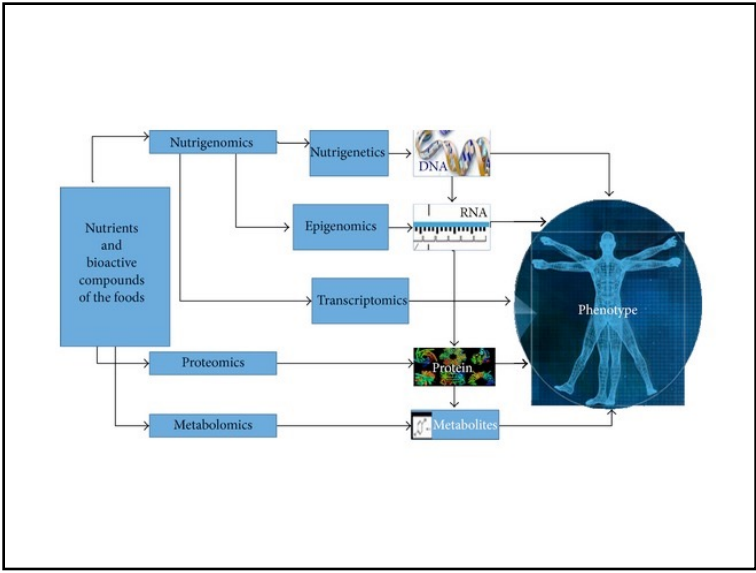 Nutrigenomics
Nutrigenetics
DNA
Nutrients
and
bioactive
compounds
of the foods
Epigenomics
RNA
Transcriptomics
Phenotype
Proteomics
Protein
Metabolomics
Metabolites